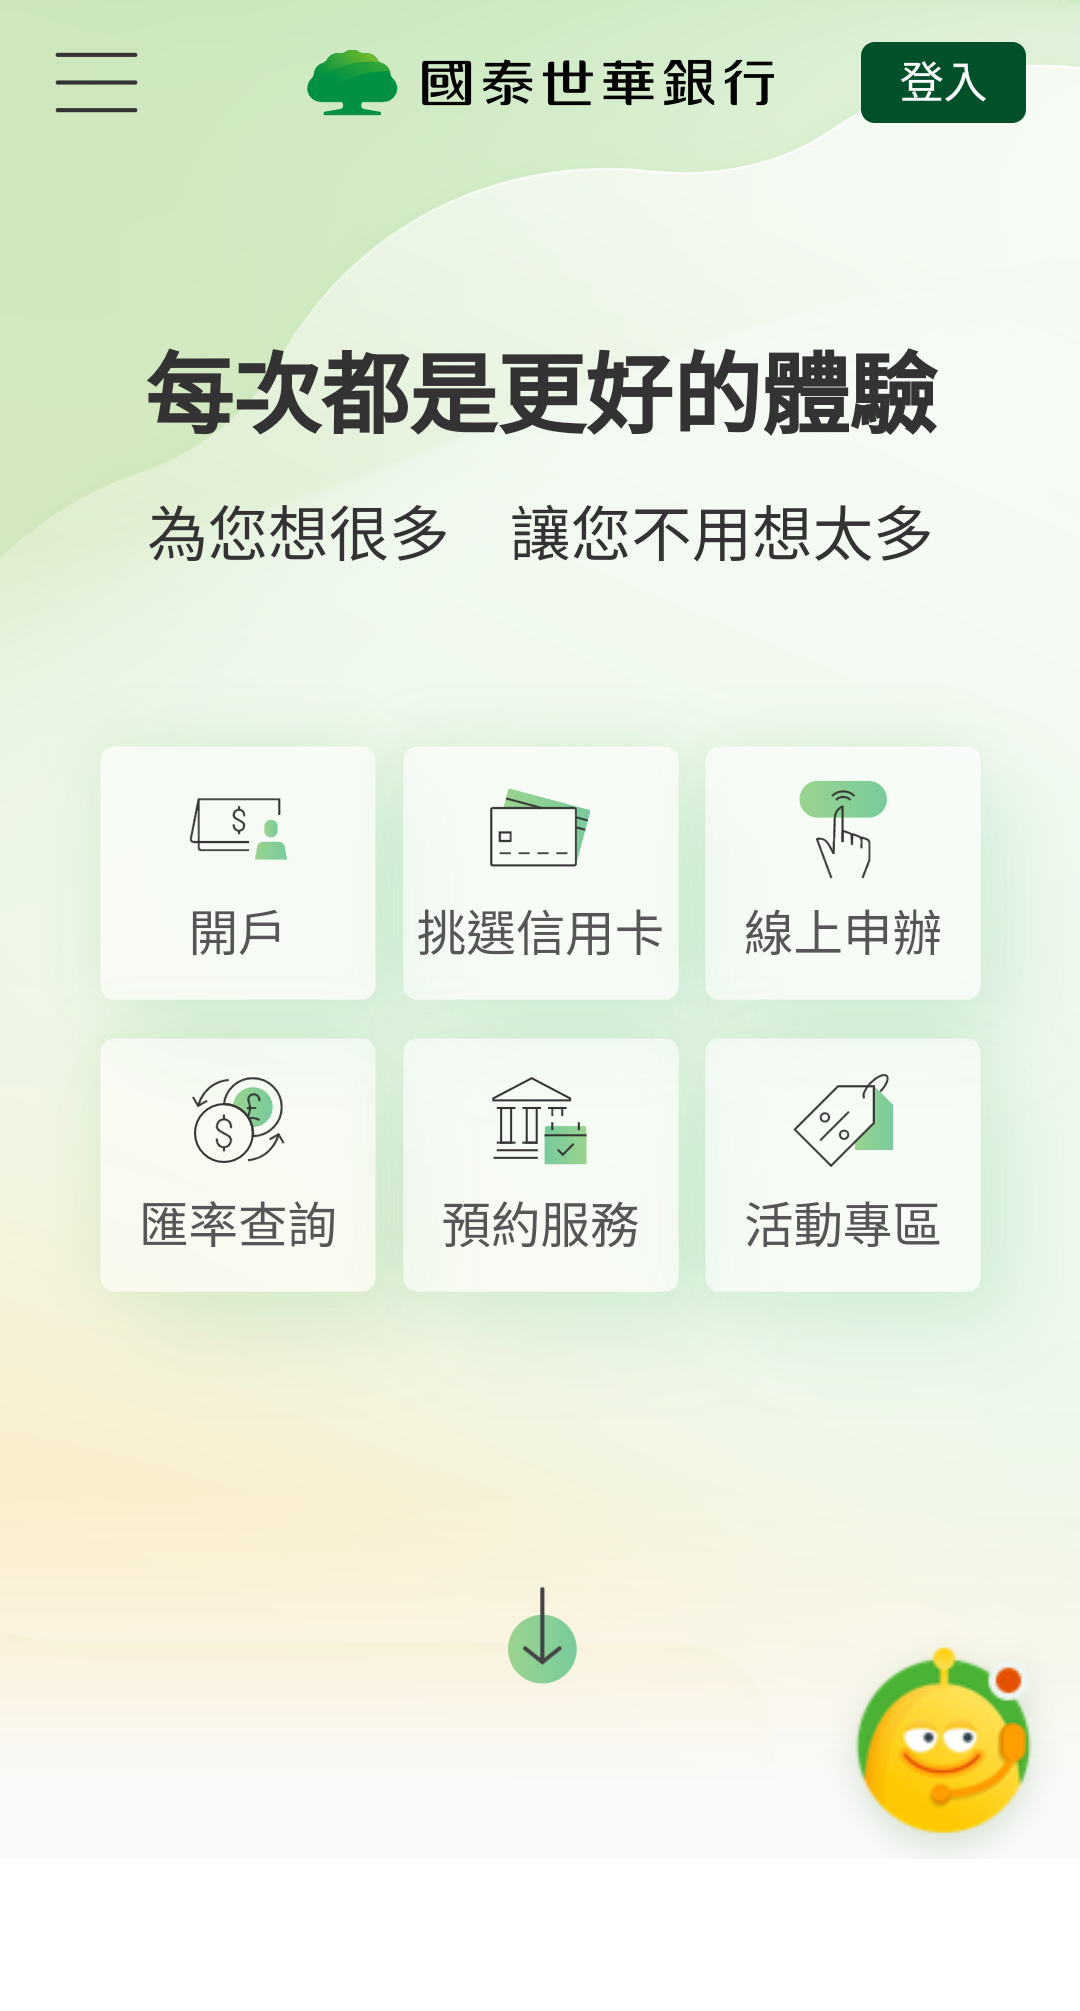 國泰世華銀行
登入
每次都是更好的體驗
為您想很多　讓您不用想太多
開戶
挑選信用卡
線上申辦
匯率查詢
預約服務
活動專區